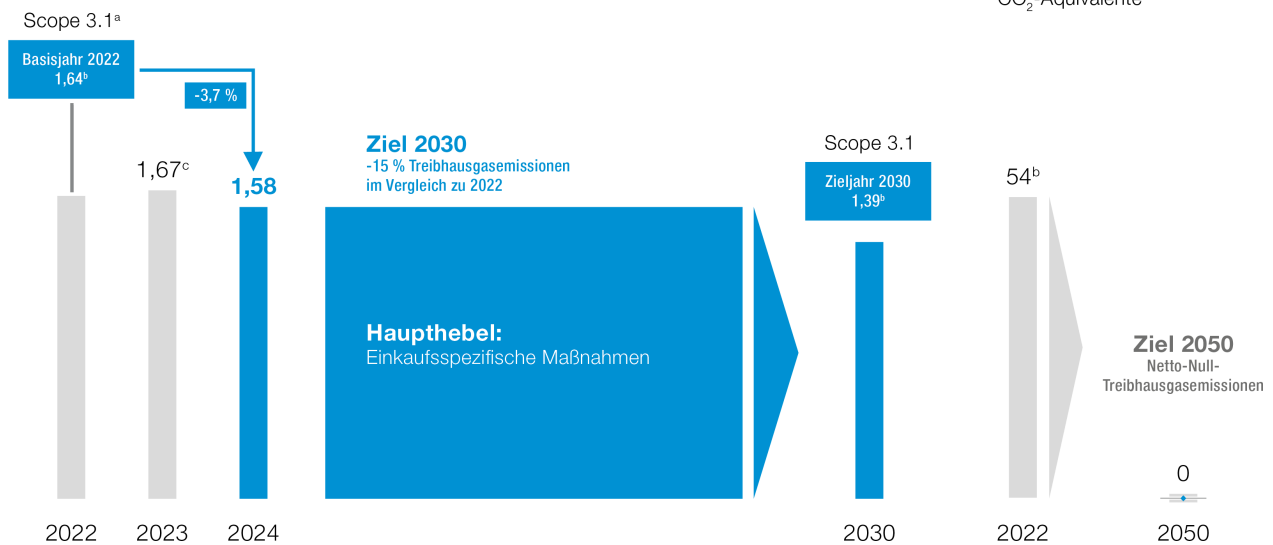 CO₂-Äquivalente
Scope 3.1ᵃ
Basisjahr 2022
1,64ᵇ
-3,7 %
1,67ᶜ
1,58
Ziel 2030
-15 % Treibhausgasemissionen
im Vergleich zu 2022
Haupthebel:
Einkaufsspezifische Maßnahmen
Scope 3.1
Zieljahr 2030
1,39ᵇ
54ᵇ
Ziel 2050
Netto-Null-
Treibhausgasemissionen
0
2022
2023
2024
2030
2022
2050